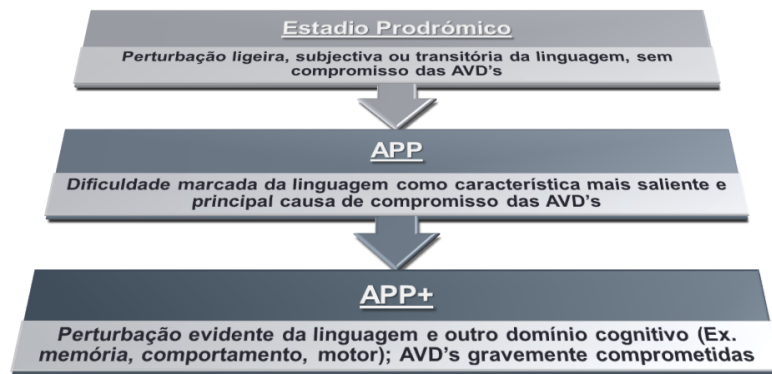 Estadio Prodrómico
Perturbação ligeira, subjectiva ou transitória da linguagem, sem
compromisso das AVD's
APP
Dificuldade marcada da linguagem como característica mais saliente e
principal causa de compromisso das AVD's
APP+
Perturbação evidente da linguagem e outro domínio cognitivo (Ex.
memória, comportamento, motor); AVD's gravemente comprometidas